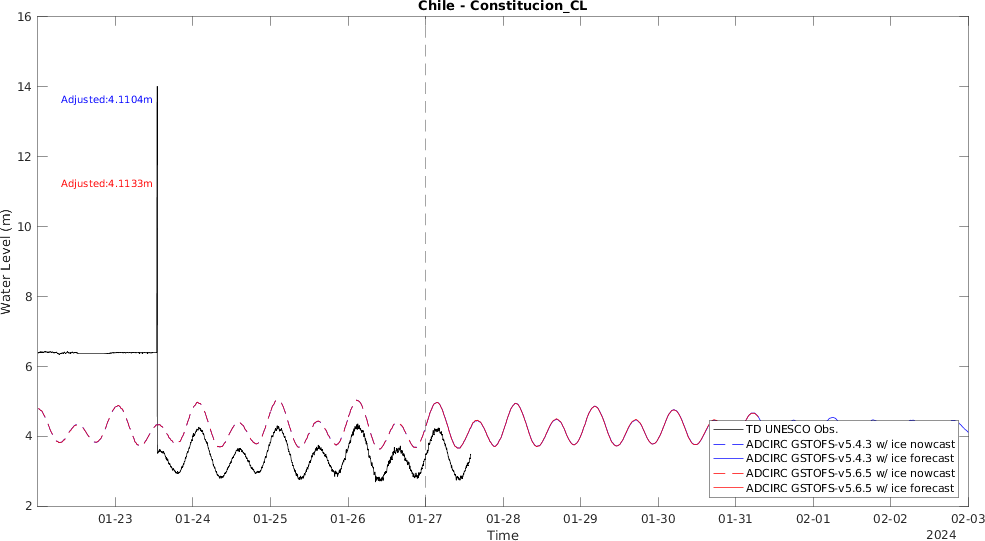 Chile - Constitucion_CL
16
14
12
10
8
6
4
2
Water Level (m)
Adjusted:4.1104m
Adjusted:4.1133m
TD UNESCO Obs.
ADCIRC GSTOFS-v5.4.3 w/ ice nowcast
ADCIRC GSTOFS-v5.4.3 w/ ice forecast
ADCIRC GSTOFS-v5.6.5 w/ ice nowcast
ADCIRC GSTOFS-v5.6.5 w/ ice forecast
01-23 01-24 01-25 01-26 01-27 01-28 01-29 01-30 01-31 02-01 02-02 02-03
Time
2024